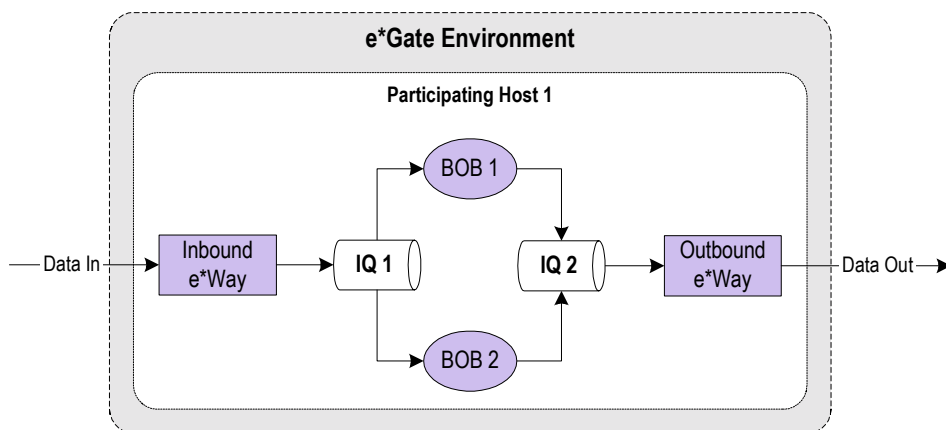 e*Gate Environment
Participating Host 1
BOB 1
Data In
Inbound
e*Way
IQ 1
IQ 2
Outbound
e*Way
Data Out
BOB 2